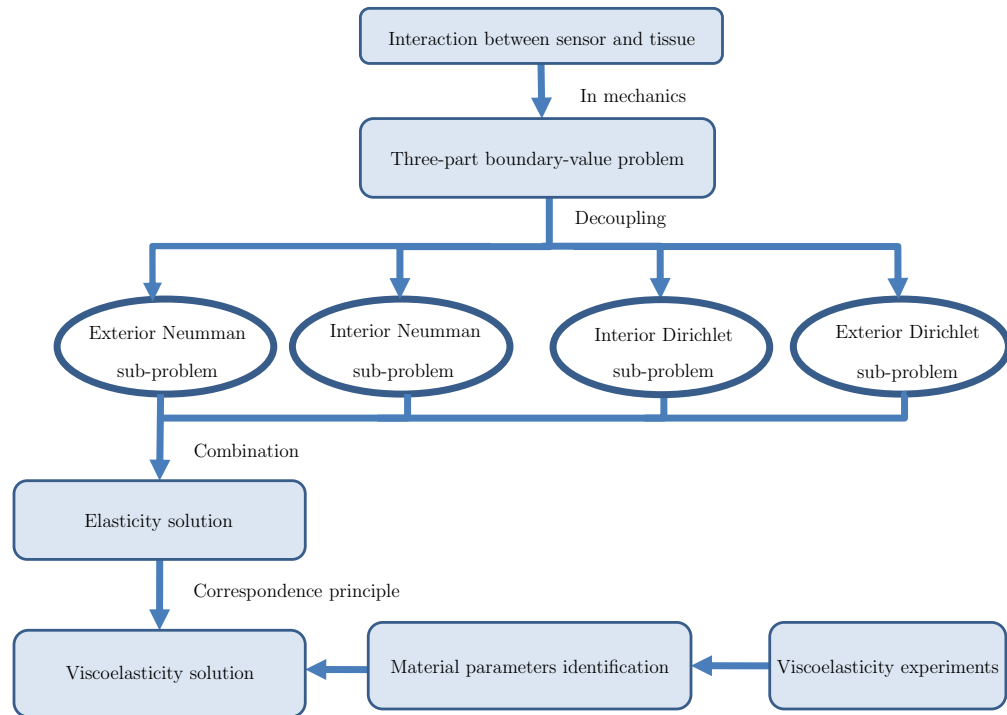 Interaction between sensor and tissue
In mechanics
Three-part boundary-value problem
Decoupling
Exterior Neumman
sub-problem
Interior Neumman
sub-problem
Interior Dirichlet
sub-problem
Exterior Dirichlet
sub-problem
Combination
Elasticity solution
Correspondence principle
Viscoelasticity solution
Material parameters identification
Viscoelasticity experiments